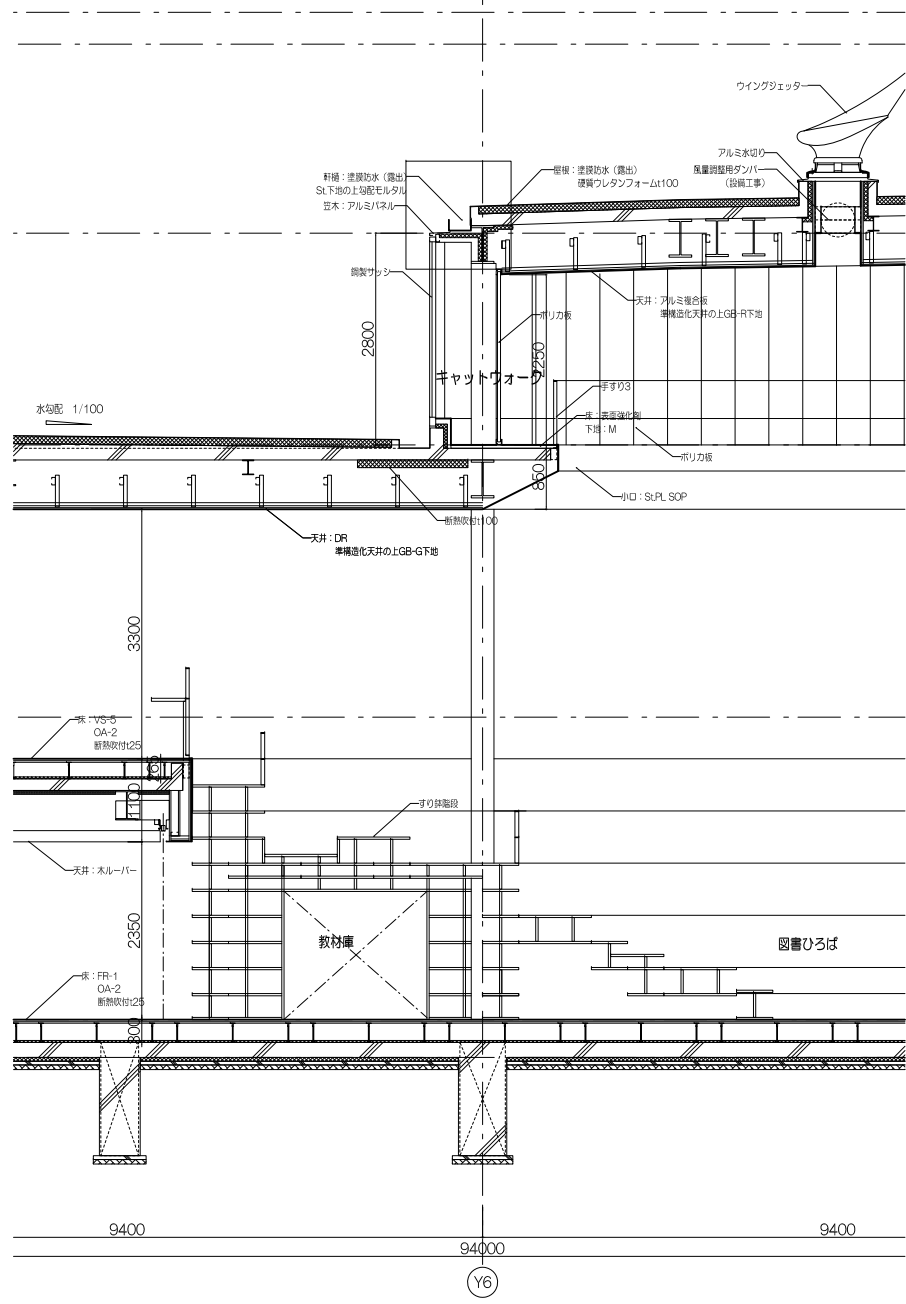 ウイングジェッター
アルミ水切り
風量調整用ダンパー
(設備工事)
軒樋：塗膜防水（露出）
St.下地の上勾配モルタル
笠木：アルミパネル
屋根：塗膜防水（露出）
硬質ウレタンフォームt100
鋼製サッシ
天井：アルミ複合板
準構造化天井の上GB-R下地
ポリカ板
2800
2250
キャットウォーク
手すり3
床：表面強化剤
下地：M
水勾配 1/100
ポリカ板
850
小口：St.PL SOP
断熱吹付t100
天井：DR
準構造化天井の上GB-G下地
3300
床：VS-5
OA-2
断熱吹付t25
265
1100
すり鉢階段
天井：木ルーバー
2350
教材庫
図書ひろば
床：FR-1
OA-2
断熱吹付t25
300
9400
9400
94000
Y6